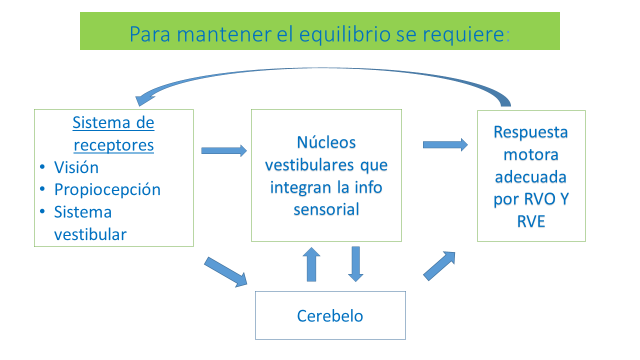 Para mantener el equilibrio se requiere:
Sistema de
receptores
• Visión
• Propiocepción
• Sistema
vestibular
Núcleos
vestibulares que
integran la info
sensorial
Respuesta
motora
adecuada
por RVO Y
RVE
Cerebelo